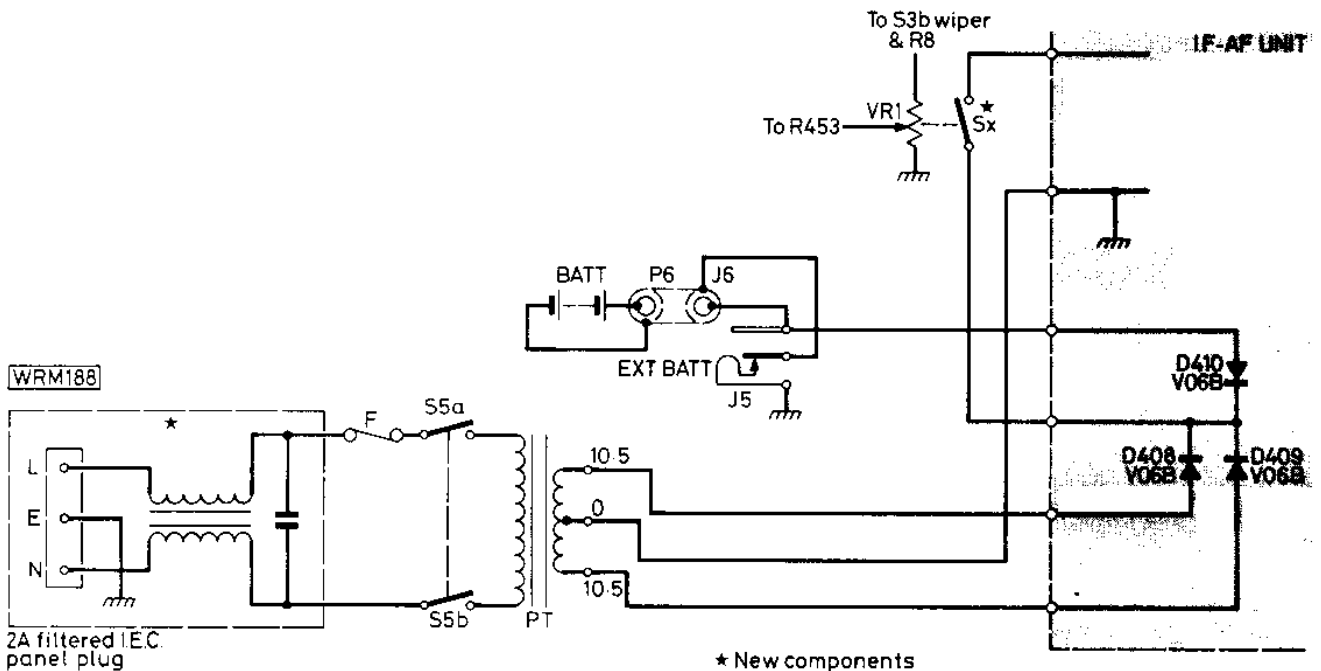 To S3b wiper
& R8
I.F-AF UNIT
VR1
★
Sx
To R453
BATT
P6
J6
EXT BATT
J5
D410
V06B
WRM188
★
F
S5a
L
E
N
10·5
0
10·5
D408
V06B
D409
V06B
S5b
PT
2A filtered I.E.C.
panel plug
★ New components